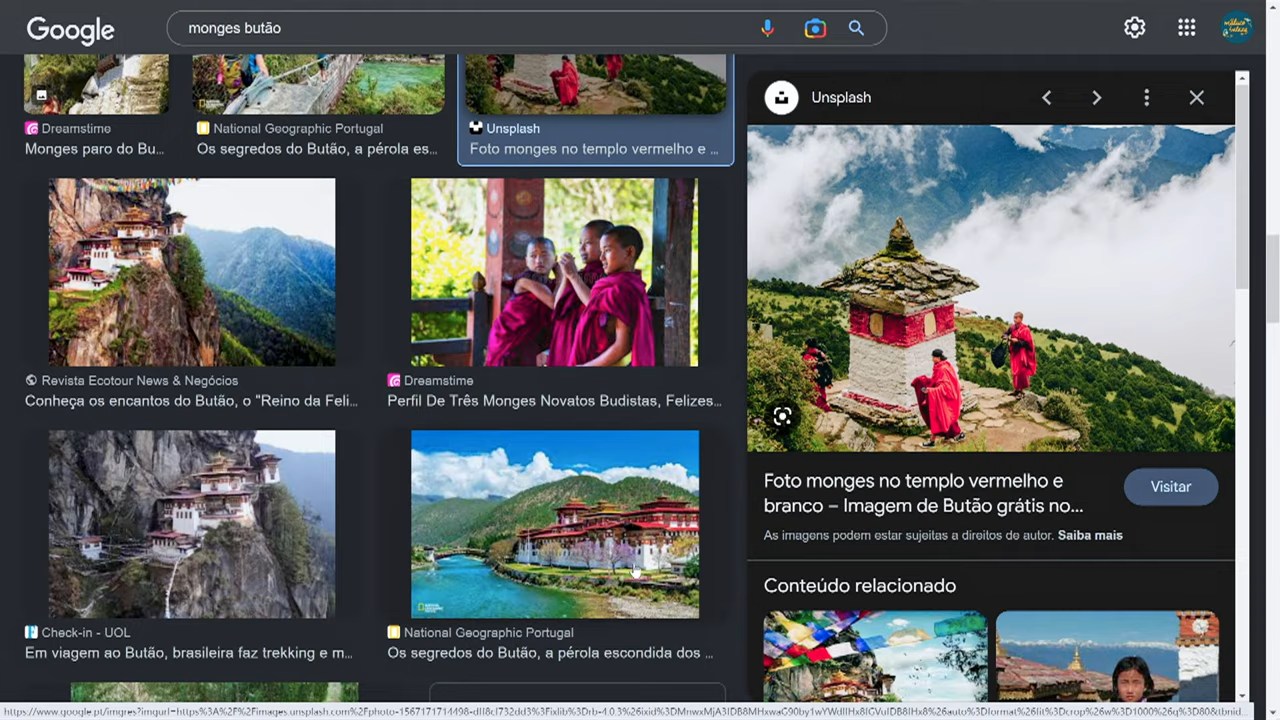 Google
monges butão
Dreamstime
Monges paro do Bu...
National Geographic Portugal
Os segredos do Butão, a pérola es...
Unsplash
Foto monges no templo vermelho e ...
Unsplash
Revista Ecotour News & Negócios
Conheça os encantos do Butão, o "Reino da Feli...
Dreamstime
Perfil De Três Monges Novatos Budistas, Felizes...
Foto monges no templo vermelho e
branco – Imagem de Butão grátis no...
Visitar
As imagens podem estar sujeitas a direitos de autor. Saiba mais
Conteúdo relacionado
Check-in - UOL
Em viagem ao Butão, brasileira faz trekking e m...
National Geographic Portugal
Os segredos do Butão, a pérola escondida dos ...